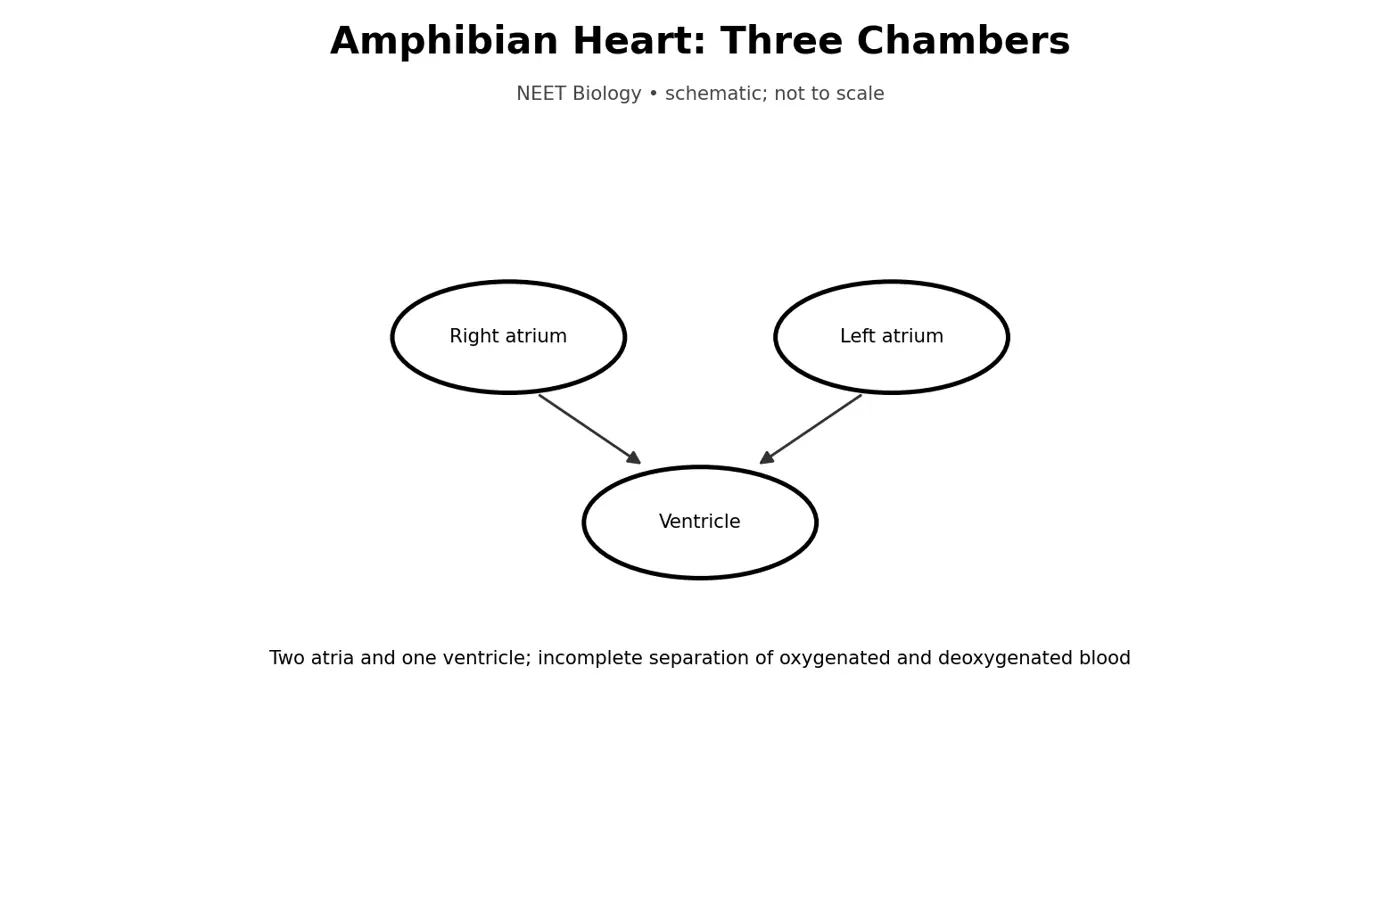 Amphibian Heart: Three Chambers
NEET Biology • schematic; not to scale
Right atrium
Left atrium
Ventricle
Two atria and one ventricle; incomplete separation of oxygenated and deoxygenated blood